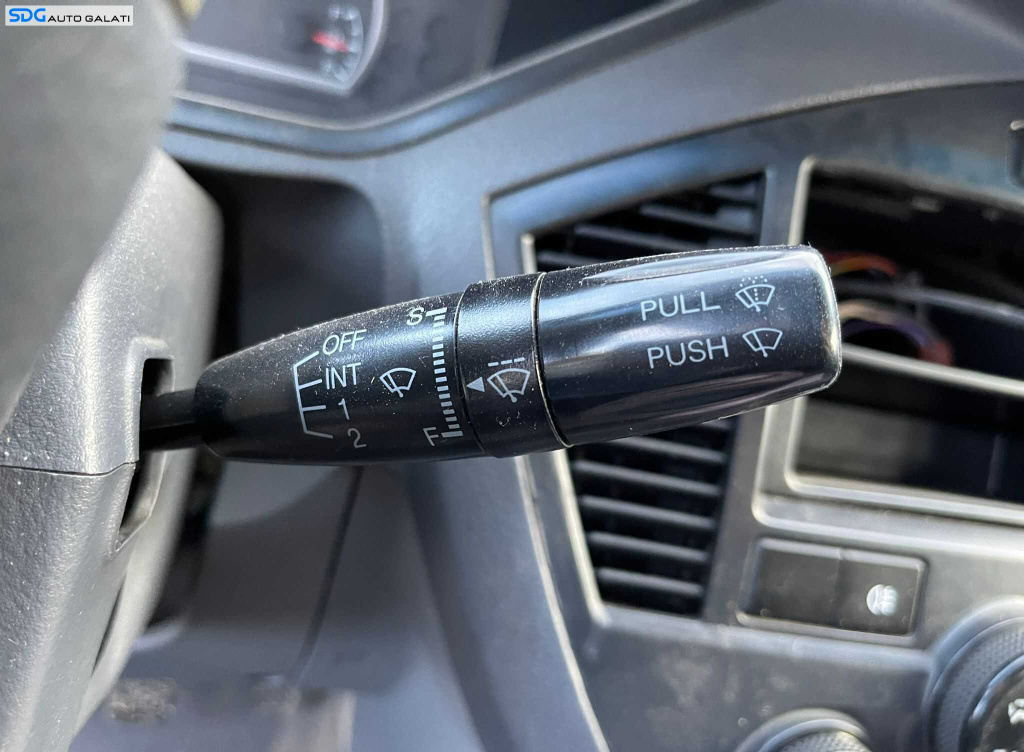 SDG AUTO GALATI
OFF
INT
1
2
S
F
PULL
PUSH